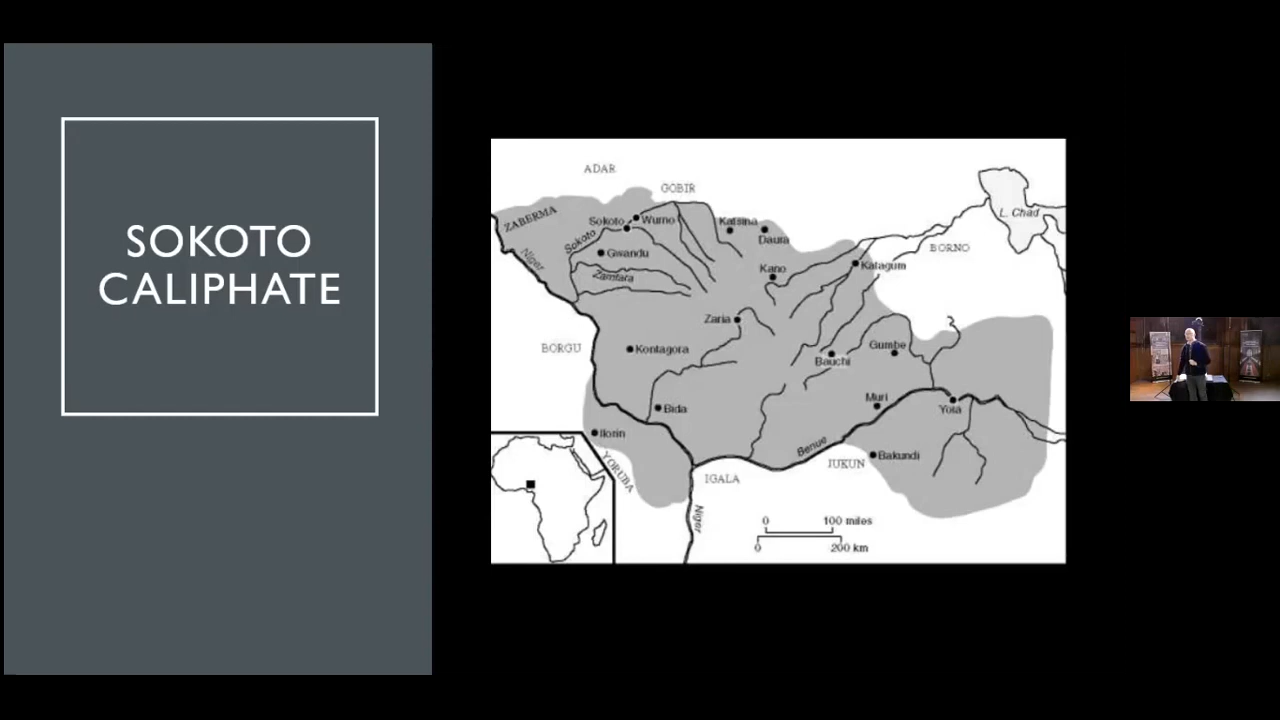 SOKOTO
CALIPHATE
ADAR
GOBIR
ZABERMA
Sokoto
Wurno
Katsina
Daura
L. Chad
Sokoto
Niger
Gwandu
BORNO
Zamfara
Kano
Katagum
Zaria
BORGU
Kontagora
Bauchi
Gumbe
Muri
Yola
Bida
Ilorin
YORUBA
Benue
JUKUN
Bakundi
IGALA
Niger
0 100 miles
0 200 km